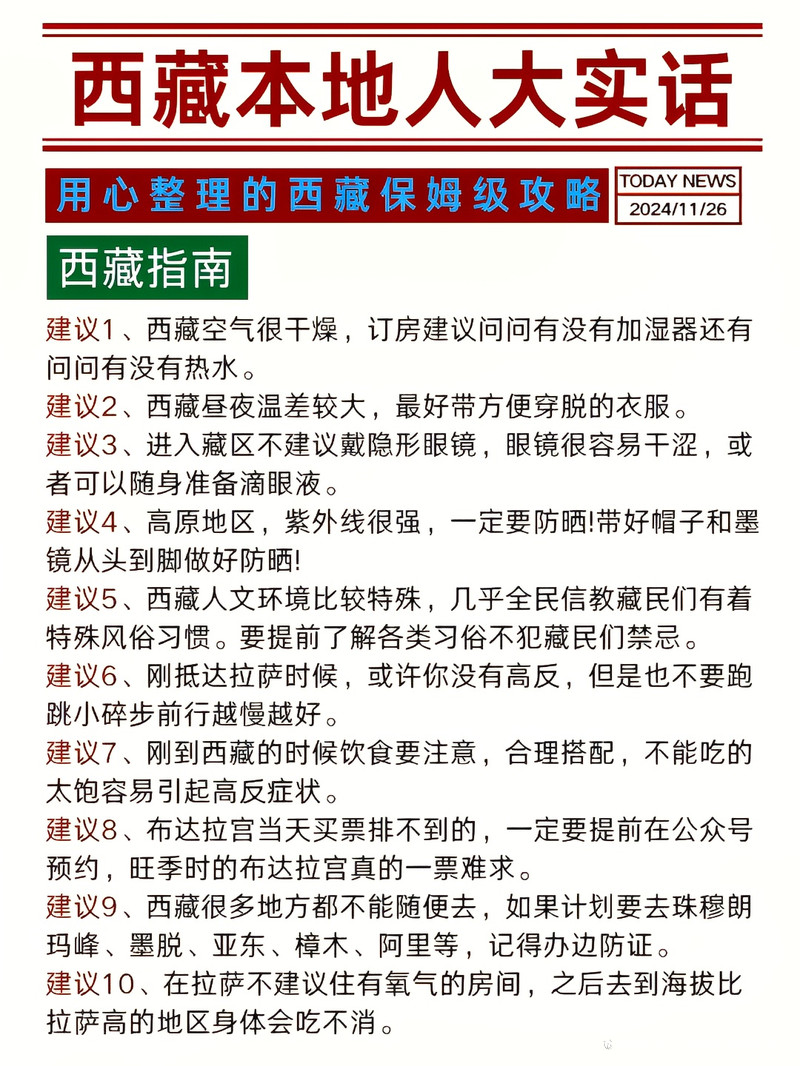 西藏本地人大实话
用心整理的西藏保姆级攻略
TODAY NEWS
2024/11/26
西藏指南
建议1、西藏空气很干燥，订房建议问问有没有加湿器还有
问问有没有热水。
建议2、西藏昼夜温差较大，最好带方便穿脱的衣服。
建议3、进入藏区不建议戴隐形眼镜，眼镜很容易干涩，或
者可以随身准备滴眼液。
建议4、高原地区，紫外线很强，一定要防晒!带好帽子和墨
镜从头到脚做好防晒!
建议5、西藏人文环境比较特殊，几乎全民信教藏民们有着
特殊风俗习惯。要提前了解各类习俗不犯藏民们禁忌。
建议6、刚抵达拉萨时候，或许你没有高反，但是也不要跑
跳小碎步前行越慢越好。
建议7、刚到西藏的时候饮食要注意，合理搭配，不能吃的
太饱容易引起高反症状。
建议8、布达拉宫当天买票排不到的，一定要提前在公众号
预约，旺季时的布达拉宫真的一票难求。
建议9、西藏很多地方都不能随便去，如果计划要去珠穆朗
玛峰、墨脱、亚东、樟木、阿里等，记得办边防证。
建议10、在拉萨不建议住有氧气的房间，之后去到海拔比
拉萨高的地区身体会吃不消。